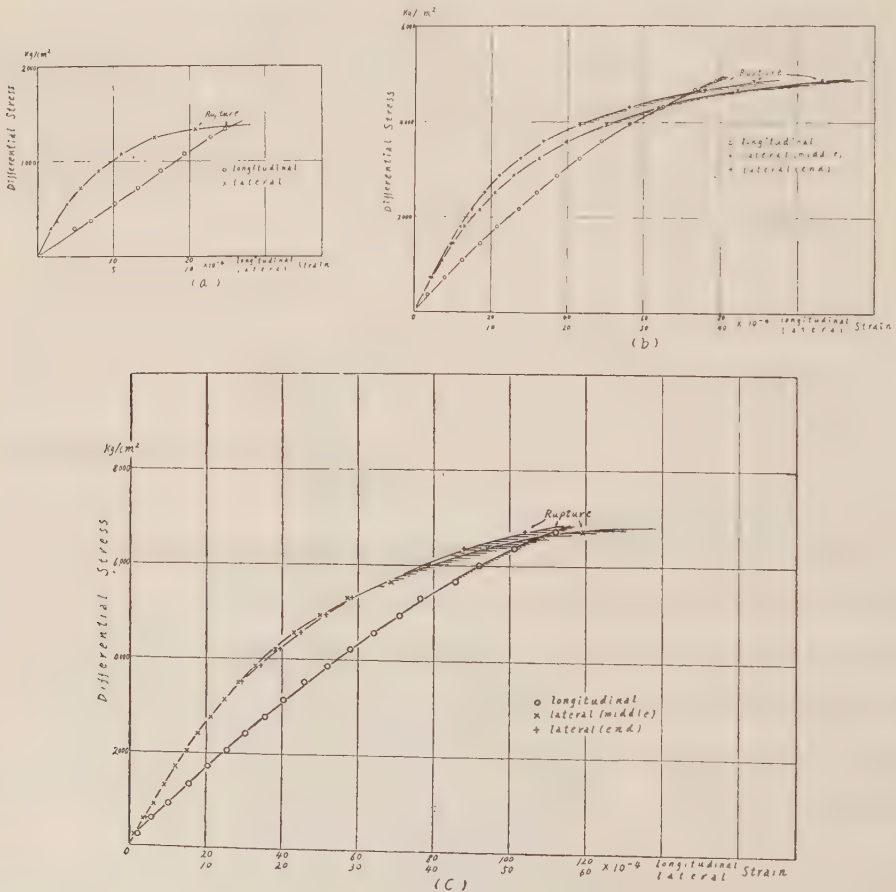 Kg/cm²
2000
Differential Stress
1000
Rupture
o longitudinal
x lateral
10 20 ×10⁻⁴ longitudinal
5 10 lateral Strain
(a)
Kg/ m²
6000
Differential Stress
4000
2000
Rupture
longitudinal
lateral (middle)
+ lateral (end)
0 20 40 60 80 × 10⁻⁴ longitudinal
10 20 30 40 lateral Strain
(b)
Kg/cm²
8000
Differential Stress
6000
4000
2000
Rupture
o longitudinal
x lateral (middle)
+ lateral (end)
0 20 40 60 80 100 120 × 10⁻⁴ longitudinal
10 20 30 40 50 60 lateral Strain
(C)